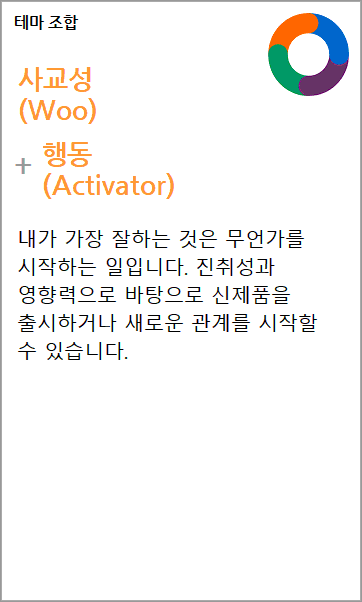 테마 조합
사교성
(Woo)
+ 행동
(Activator)
내가 가장 잘하는 것은 무언가를
시작하는 일입니다. 진취성과
영향력으로 바탕으로 신제품을
출시하거나 새로운 관계를 시작할
수 있습니다.